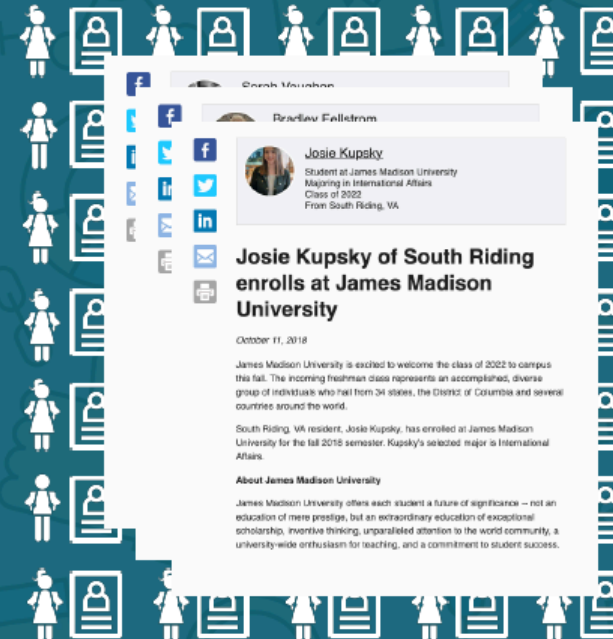 Sarah Vaughan
Bradley Fellstrom
Josie Kupsky
Student at James Madison University
Majoring in International Affairs
Class of 2022
From South Riding, VA
Josie Kupsky of South Riding
enrolls at James Madison
University
October 11, 2018
James Madison University is excited to welcome the class of 2022 to campus
this fall. The incoming freshman class represents an accomplished, diverse
group of individuals who hail from 34 states, the District of Columbia and several
countries around the world.
South Riding, VA resident, Josie Kupsky, has enrolled at James Madison
University for the fall 2018 semester. Kupsky's selected major is International
Affairs.
About James Madison University
James Madison University offers each student a future of significance -- not an
education of mere prestige, but an extraordinary education of exceptional
scholarship, inventive thinking, unparalleled attention to the world community, a
university-wide enthusiasm for teaching, and a commitment to student success.